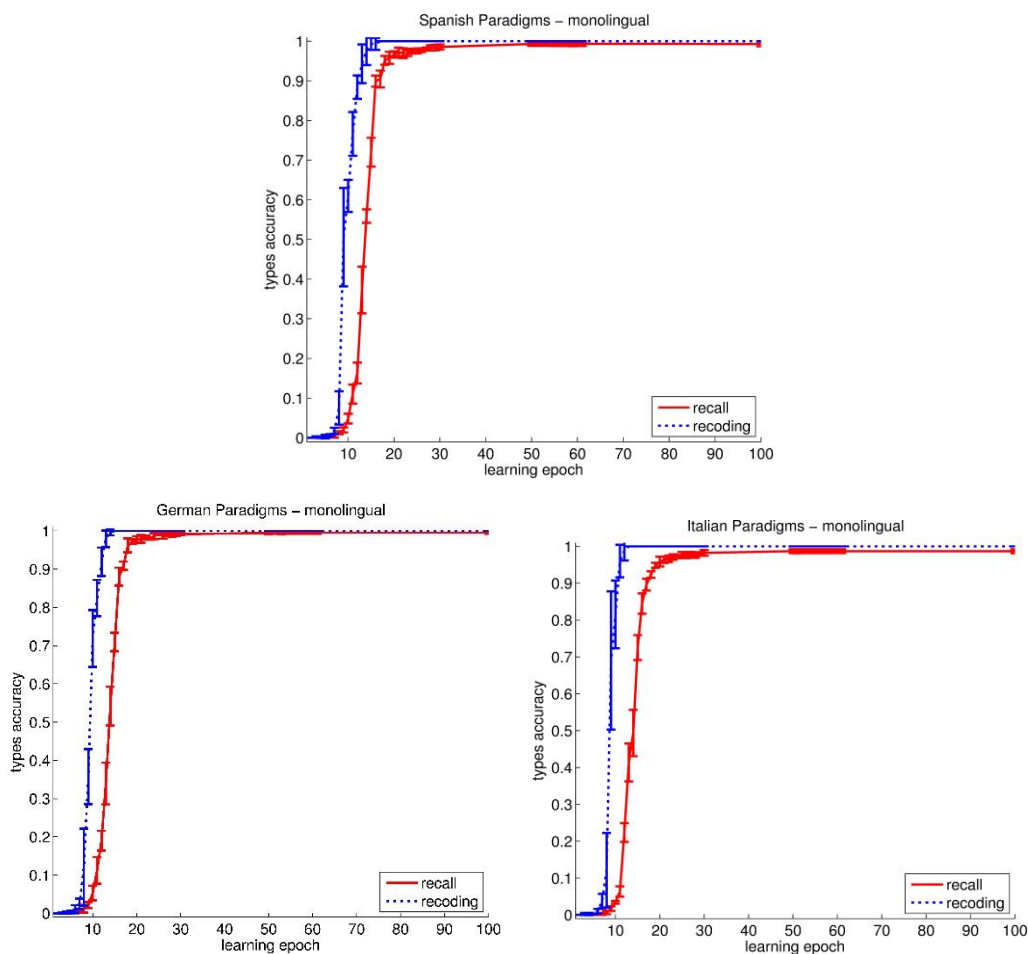 Spanish Paradigms – monolingual
1
0.9
0.8
0.7
0.6
0.5
0.4
0.3
0.2
0.1
0
types accuracy
recall
recoding
10 20 30 40 50 60 70 80 90 100
learning epoch
German Paradigms – monolingual
1
0.9
0.8
0.7
0.6
0.5
0.4
0.3
0.2
0.1
0
types accuracy
recall
recoding
10 20 30 40 50 60 70 80 90 100
learning epoch
Italian Paradigms – monolingual
1
0.9
0.8
0.7
0.6
0.5
0.4
0.3
0.2
0.1
0
types accuracy
recall
recoding
10 20 30 40 50 60 70 80 90 100
learning epoch